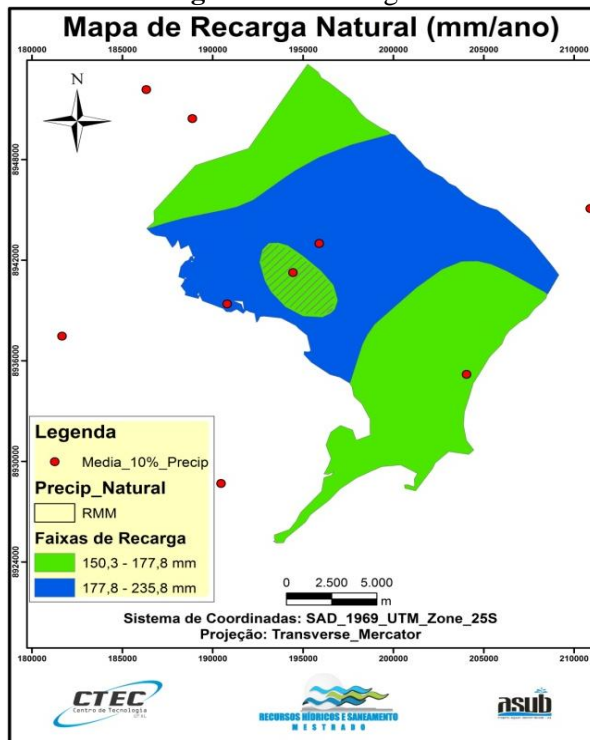 Mapa de Recarga Natural (mm/ano)
180000 185000 190000 195000 200000 205000 210000
N
8948000
8942000
8936000
8930000
8924000
Legenda
Media_10%_Precip
Precip_Natural
RMM
Faixas de Recarga
150,3 - 177,8 mm
177,8 - 235,8 mm
0 2.500 5.000
m
Sistema de Coordinadas: SAD_1969_UTM_Zone_25S
Projeção: Transverse_Mercator
180000 185000 190000 195000 200000 205000 210000
CTEC
Centro de Tecnologia
RECURSOS HÍDRICOS E SANEAMENTO
MESTRADO
asub